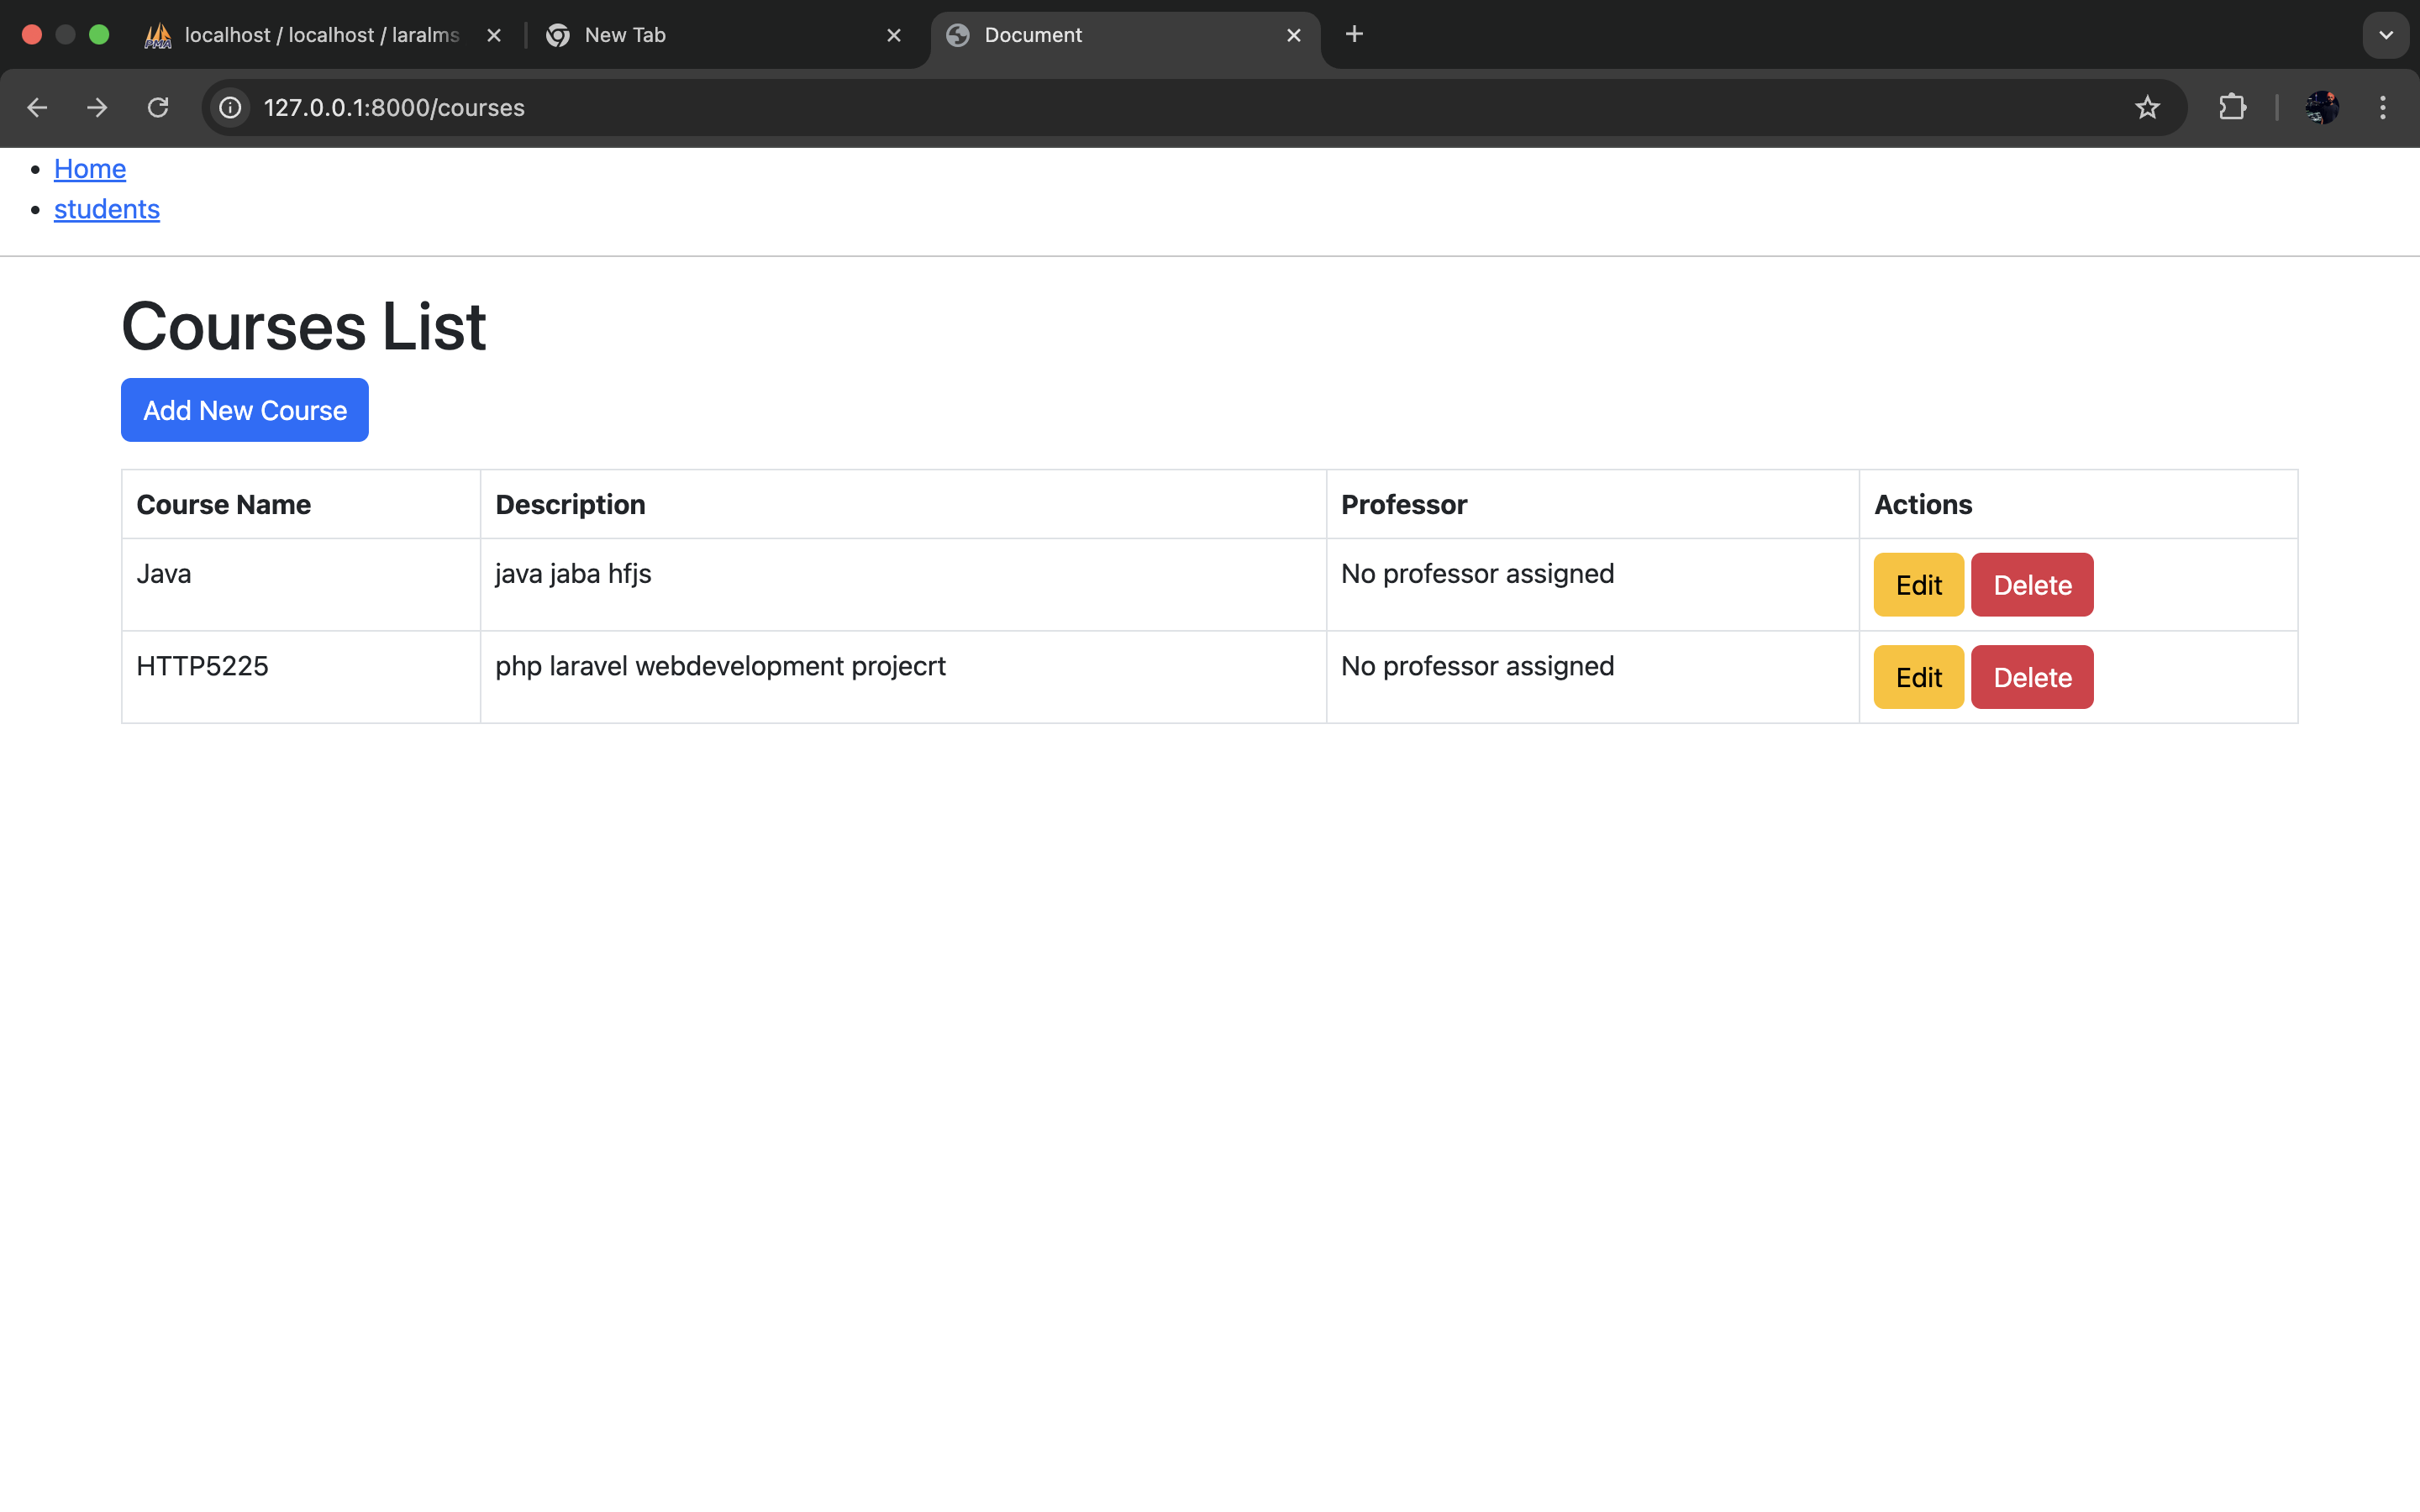 localhost / localhost / laralms
New Tab
Document
127.0.0.1:8000/courses
Home
students
Courses List
Add New Course
Course Name Description Professor Actions
Java java jaba hfjs No professor assigned Edit Delete
HTTP5225 php laravel webdevelopment projecrt No professor assigned Edit Delete